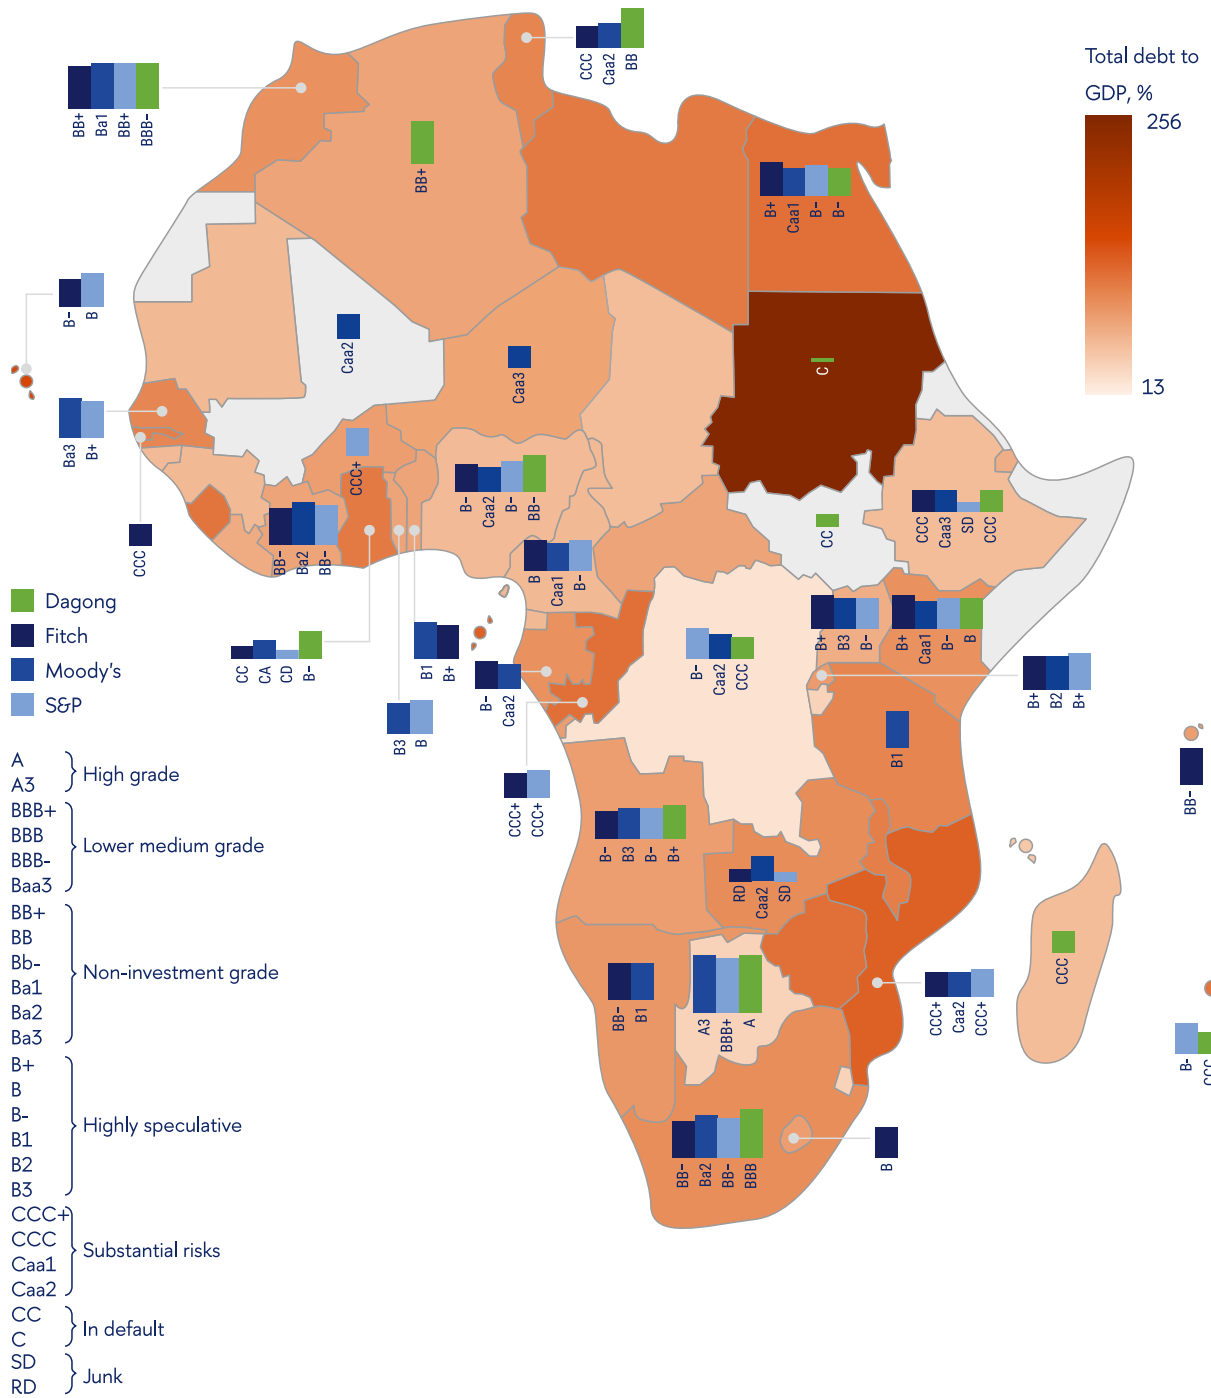 Total debt to
GDP, %
256
13
CCC
Caa2
BB
BB+
Ba1
BB+
BBB-
BB+
B+
Caa1
B-
B-
B-
B
Caa2
Caa3
C
Ba3
B+
CCC+
B-
Caa2
B-
BB-
CCC
Caa3
SD
CCC
CCC
BB-
Ba2
BB-
CC
B
Caa1
B-
Dagong
Fitch
Moody's
S&P
CC
CA
CD
B-
B1
B+
B-
Caa2
B3
B
B-
Caa2
CCC
B+
B3
B-
B+
Caa1
B-
B
B+
B2
B+
B1
BB-
CCC+
CCC+
B-
B3
B-
B+
RD
Caa2
SD
CCC
BB-
B1
A3
BBB+
A
CCC+
Caa2
CCC+
B-
CCC
BB-
Ba2
BB-
BBB
B
A
A3
High grade
BBB+
BBB
BBB-
Baa3
Lower medium grade
BB+
BB
Bb-
Ba1
Ba2
Ba3
Non-investment grade
B+
B
B-
B1
B2
B3
Highly speculative
CCC+
CCC
Caa1
Caa2
Substantial risks
CC
C
In default
SD
RD
Junk